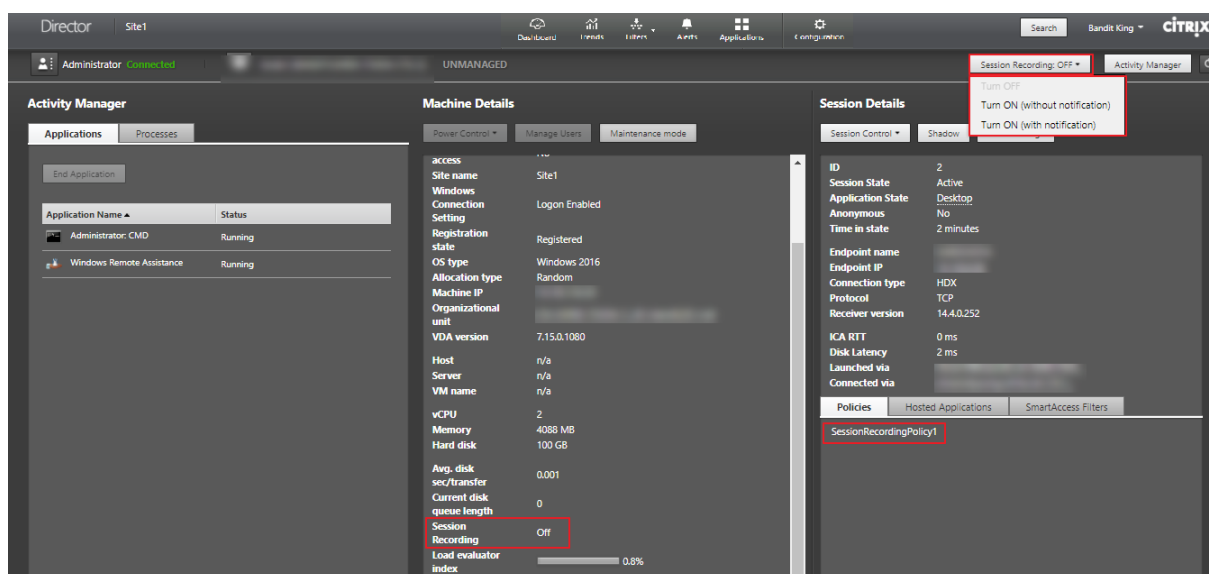 Director Site1
Dashboard Trends Filters Alerts Applications Configuration
Search Bandit King CİTRIX
Administrator Connected
UNMANAGED
Session Recording: OFF Activity Manager
Turn OFF
Turn ON (without notification)
Turn ON (with notification)
Activity Manager
Applications Processes
End Application
Application Name Status
Administrator: CMD Running
Windows Remote Assistance Running
Machine Details
Power Control Manage Users Maintenance mode
access No
Site name Site1
Windows
Connection Logon Enabled
Setting
Registration
state Registered
OS type Windows 2016
Allocation type Random
Machine IP
Organizational
unit
VDA version 7.15.0.1080
Host n/a
Server n/a
VM name n/a
vCPU 2
Memory 4088 MB
Hard disk 100 GB
Avg. disk
sec/transfer 0.001
Current disk
queue length 0
Session
Recording Off
Load evaluator
index 0.8%
Session Details
Session Control Shadow
ID 2
Session State Active
Application State Desktop
Anonymous No
Time in state 2 minutes
Endpoint name
Endpoint IP
Connection type HDX
Protocol TCP
Receiver version 14.4.0.252
ICA RTT 0 ms
Disk Latency 2 ms
Launched via
Connected via
Policies Hosted Applications SmartAccess Filters
SessionRecordingPolicy1